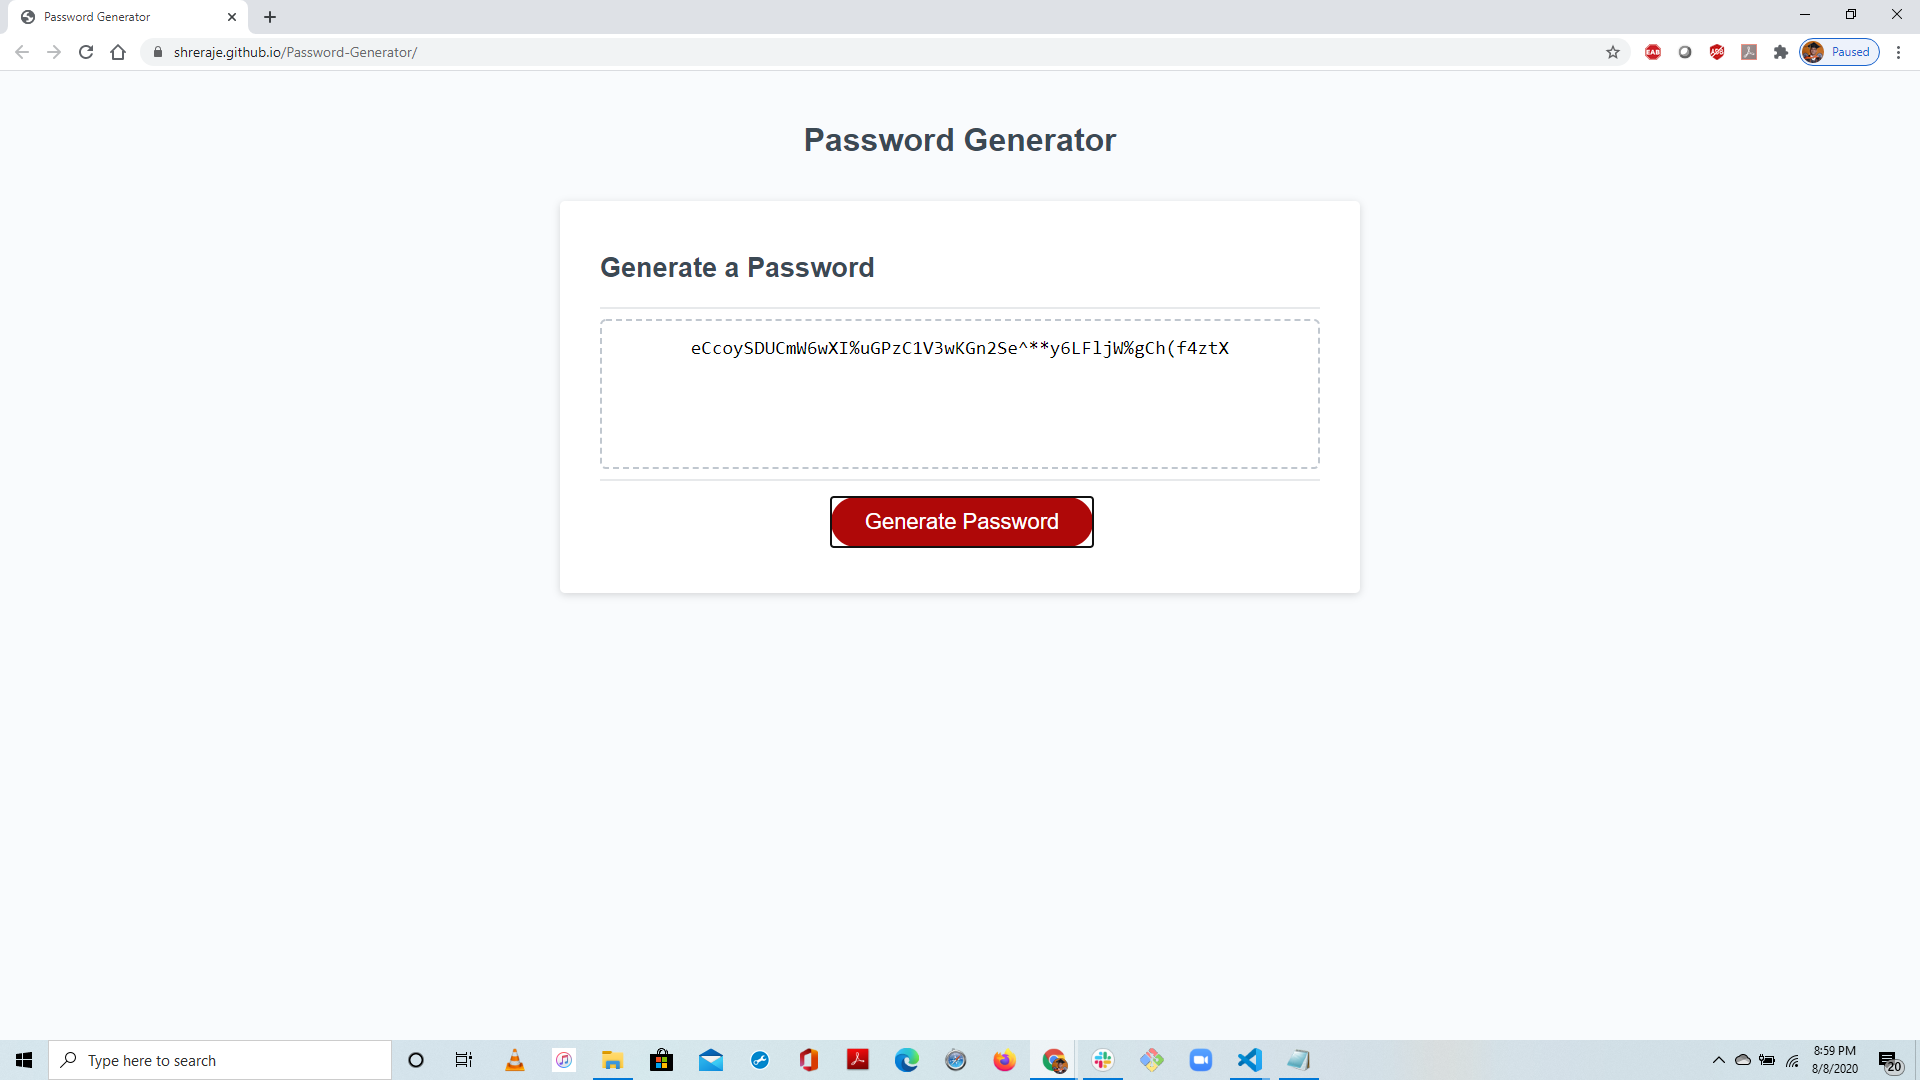 Password Generator
shreraje.github.io/Password-Generator/
EAB
Paused
Password Generator
Generate a Password
eCcoySDUCmW6wXI%uGPzC1V3wKGn2Se^**y6LFljW%gCh(f4ztX
Generate Password
Type here to search
8:59 PM
8/8/2020
20